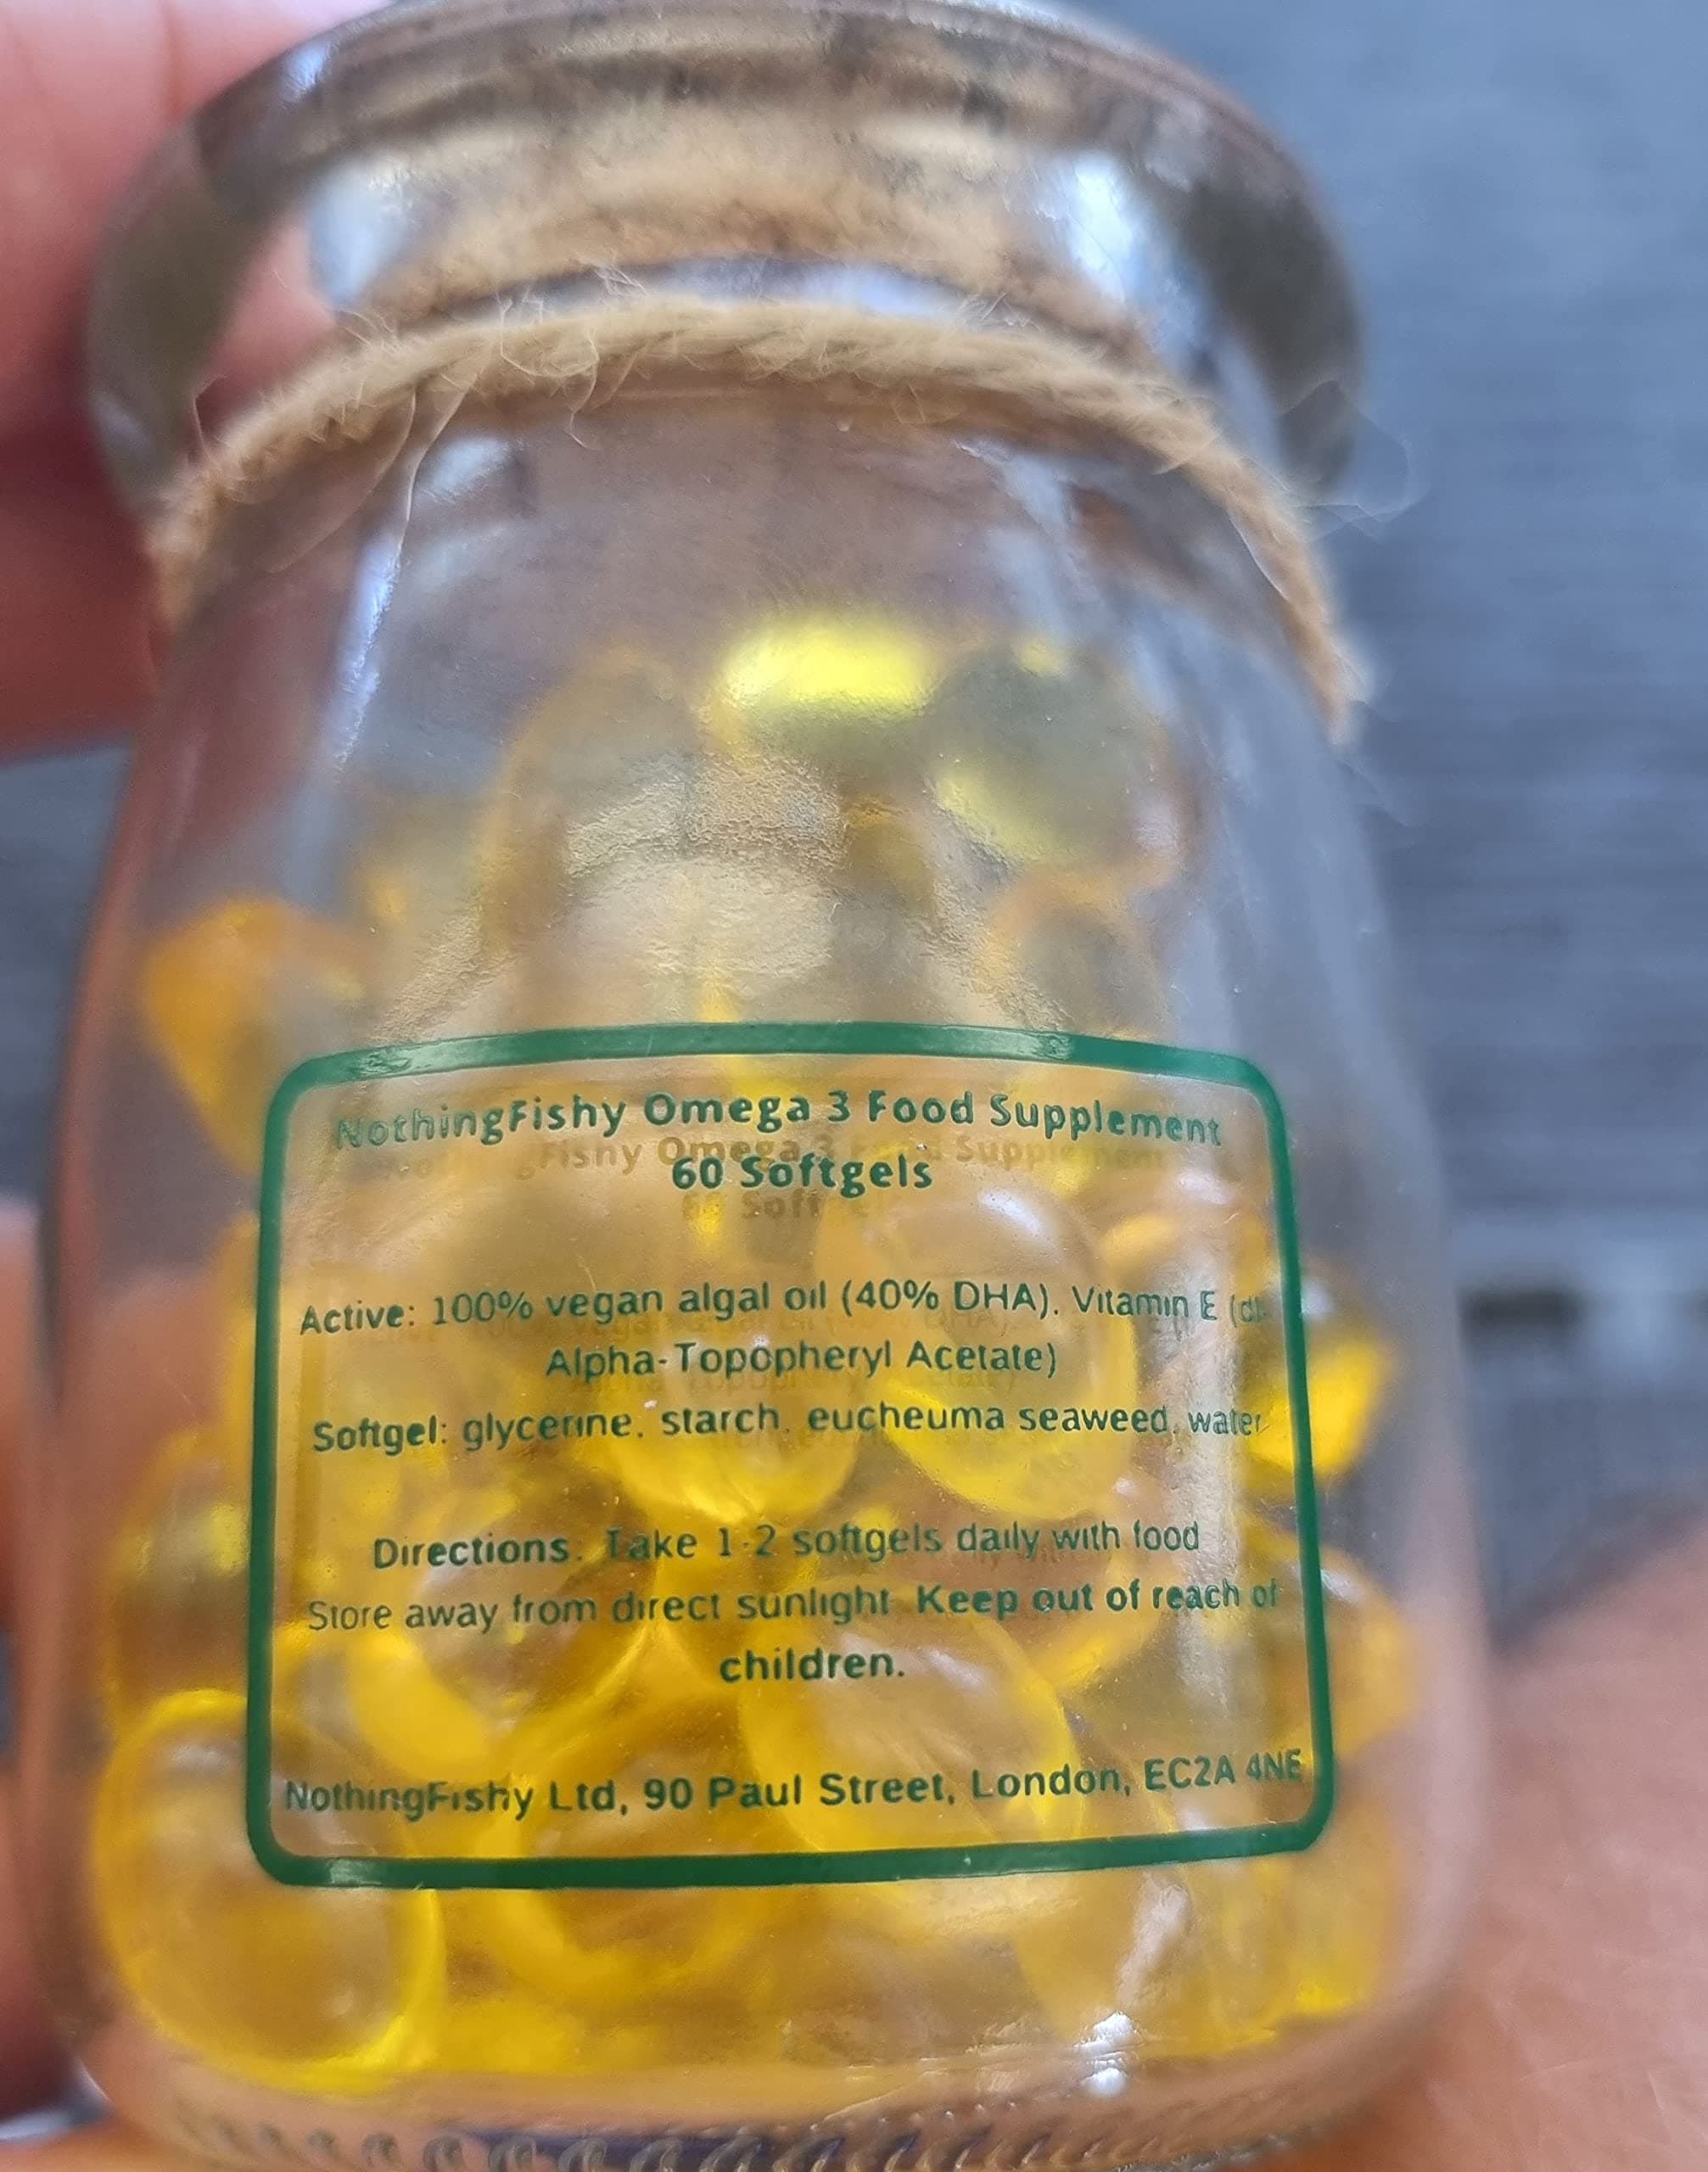 NothingFishy Omega 3 Food Supplement
60 Softgels
Active: 100% vegan algal oil (40% DHA), Vitamin E (dl-
Alpha-Topopheryl Acetate)
Softgel: glycerine, starch, eucheuma seaweed, water
Directions: Take 1-2 softgels daily with food
Store away from direct sunlight. Keep out of reach of
children.
NothingFishy Ltd, 90 Paul Street, London, EC2A 4NE